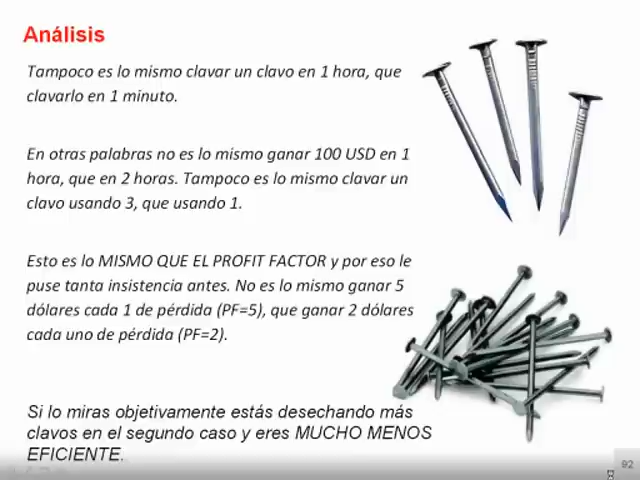 Análisis
Tampoco es lo mismo clavar un clavo en 1 hora, que
clavarlo en 1 minuto.
En otras palabras no es lo mismo ganar 100 USD en 1
hora, que en 2 horas. Tampoco es lo mismo clavar un
clavo usando 3, que usando 1.
Esto es lo MISMO QUE EL PROFIT FACTOR y por eso le
puse tanta insistencia antes. No es lo mismo ganar 5
dólares cada 1 de pérdida (PF=5), que ganar 2 dólares
cada uno de pérdida (PF=2).
Si lo miras objetivamente estás desechando más
clavos en el segundo caso y eres MUCHO MENOS
EFICIENTE.
92